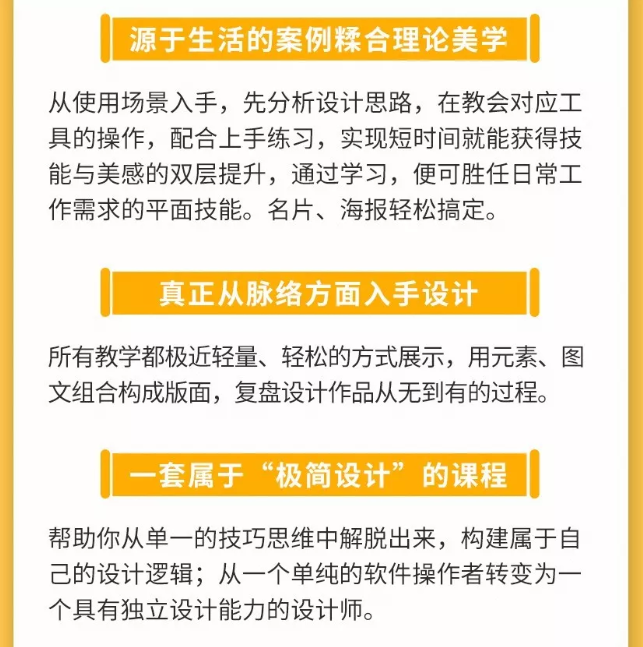 源于生活的案例糅合理论美学
从使用场景入手，先分析设计思路，在教会对应工
具的操作，配合上手练习，实现短时间就能获得技
能与美感的双层提升，通过学习，便可胜任日常工
作需求的平面技能。名片、海报轻松搞定。
真正从脉络方面入手设计
所有教学都极近轻量、轻松的方式展示，用元素、图
文组合构成版面，复盘设计作品从无到有的过程。
一套属于“极简设计”的课程
帮助你从单一的技巧思维中解脱出来，构建属于自
己的设计逻辑；从一个单纯的软件操作者转变为一
个具有独立设计能力的设计师。